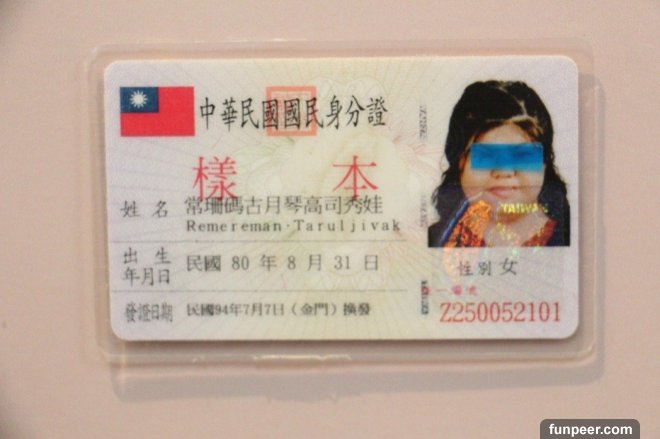 中華民國國民身分證
樣 本
姓名 常珊碼古月琴高司秀娃
Remereman·Taruljivak
出生年月日 民國 80 年 8 月 31 日
性別 女
發證日期 民國94年7月7日（金門）換發
Z250052101
TAIWAN
funpeer.com